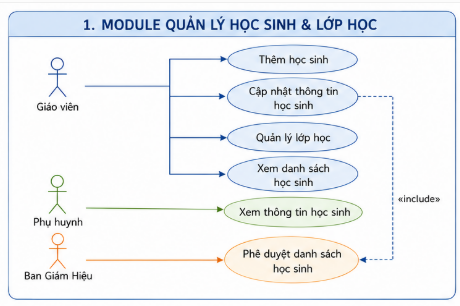 1. MODULE QUẢN LÝ HỌC SINH & LỚP HỌC
Thêm học sinh
Giáo viên
Cập nhật thông tin
học sinh
Quản lý lớp học
Xem danh sách
học sinh
Phụ huynh
Xem thông tin học sinh
«include»
Ban Giám Hiệu
Phê duyệt danh sách
học sinh